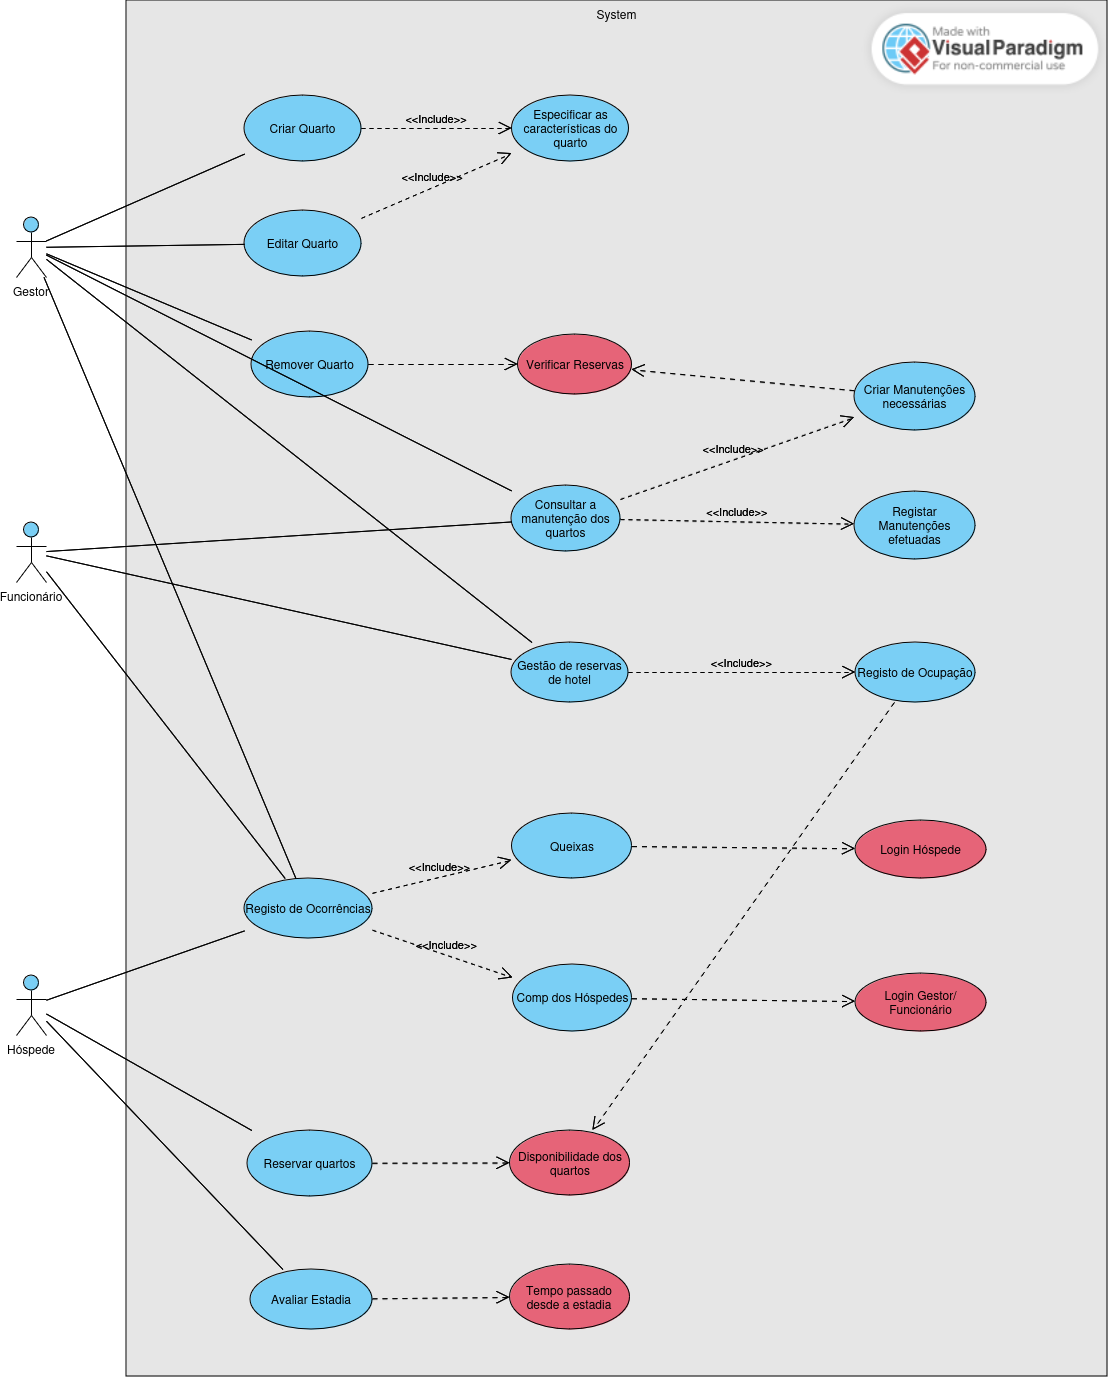 System
Made with
Visual Paradigm
For non-commercial use
Criar Quarto
<<Include>>
Especificar as
características do
quarto
<<Include>>
Editar Quarto
Gestor
Remover Quarto
Verificar Reservas
Criar Manutenções
necessárias
<<Include>>
Consultar a
manutenção dos
quartos
<<Include>>
Registar
Manutenções
efetuadas
Funcionário
Gestão de reservas
de hotel
<<Include>>
Registo de Ocupação
Queixas
Login Hóspede
<<Include>>
Registo de Ocorrências
<<Include>>
Comp dos Hóspedes
Login Gestor/
Funcionário
Hóspede
Reservar quartos
Disponibilidade dos
quartos
Avaliar Estadia
Tempo passado
desde a estadia